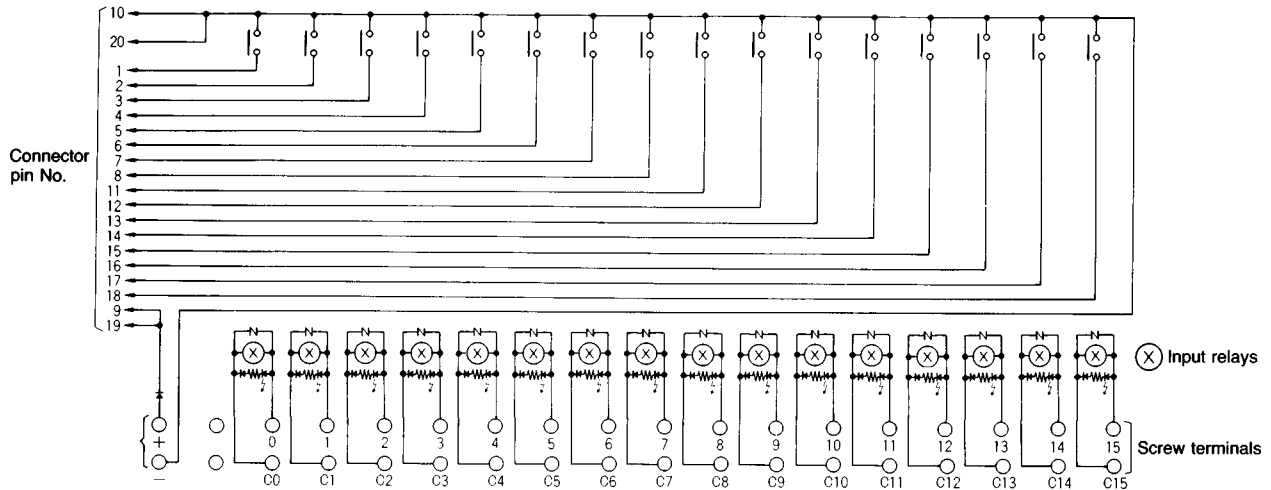 10
20
1
2
3
4
5
6
7
8
11
12
13
14
15
16
17
18
9
19
Connector
pin No.
N N N N N N N N N N N N N N N N
X X X X X X X X X X X X X X X X
X Input relays
+ 0 1 2 3 4 5 6 7 8 9 10 11 12 13 14 15
Screw terminals
− C0 C1 C2 C3 C4 C5 C6 C7 C8 C9 C10 C11 C12 C13 C14 C15